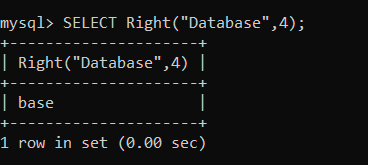 mysql> SELECT Right("Database",4);
+---------------------+
| Right("Database",4) |
+---------------------+
| base                |
+---------------------+
1 row in set (0.00 sec)